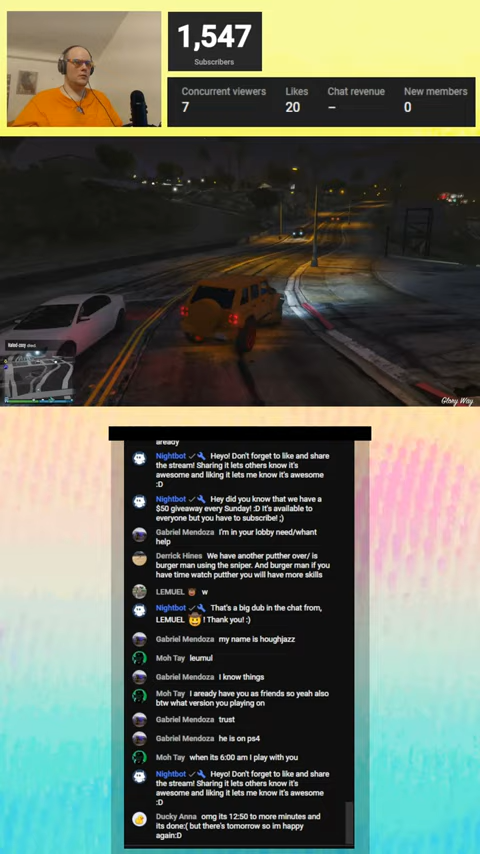 1,547
Subscribers
Concurrent viewers
7
Likes
20
Chat revenue
–
New members
0
died
Glory Way
already
Nightbot Heyo! Don't forget to like and share
the stream! Sharing it lets others know it's
awesome and liking it lets me know it's awesome
:D
Nightbot Hey did you know that we have a
$50 giveaway every Sunday! :D It's available to
everyone but you have to subscribe! ;)
Gabriel Mendoza I'm in your lobby need/whant
help
Derrick Hines We have another putther over/ is
burger man using the sniper. And burger man if you
have time watch putther you will have more skills
LEMUEL w
Nightbot That's a big dub in the chat from,
LEMUEL 🤠 ! Thank you! :)
Gabriel Mendoza my name is houghjazz
Moh Tay leumul
Gabriel Mendoza I know things
Moh Tay I aready have you as friends so yeah also
btw what version you playing on
Gabriel Mendoza trust
Gabriel Mendoza he is on ps4
Moh Tay when its 6:00 am I play with you
Nightbot Heyo! Don't forget to like and share
the stream! Sharing it lets others know it's
awesome and liking it lets me know it's awesome
:D
Ducky Anna omg its 12:50 to more minutes and
its done:( but there's tomorrow so im happy
again:D